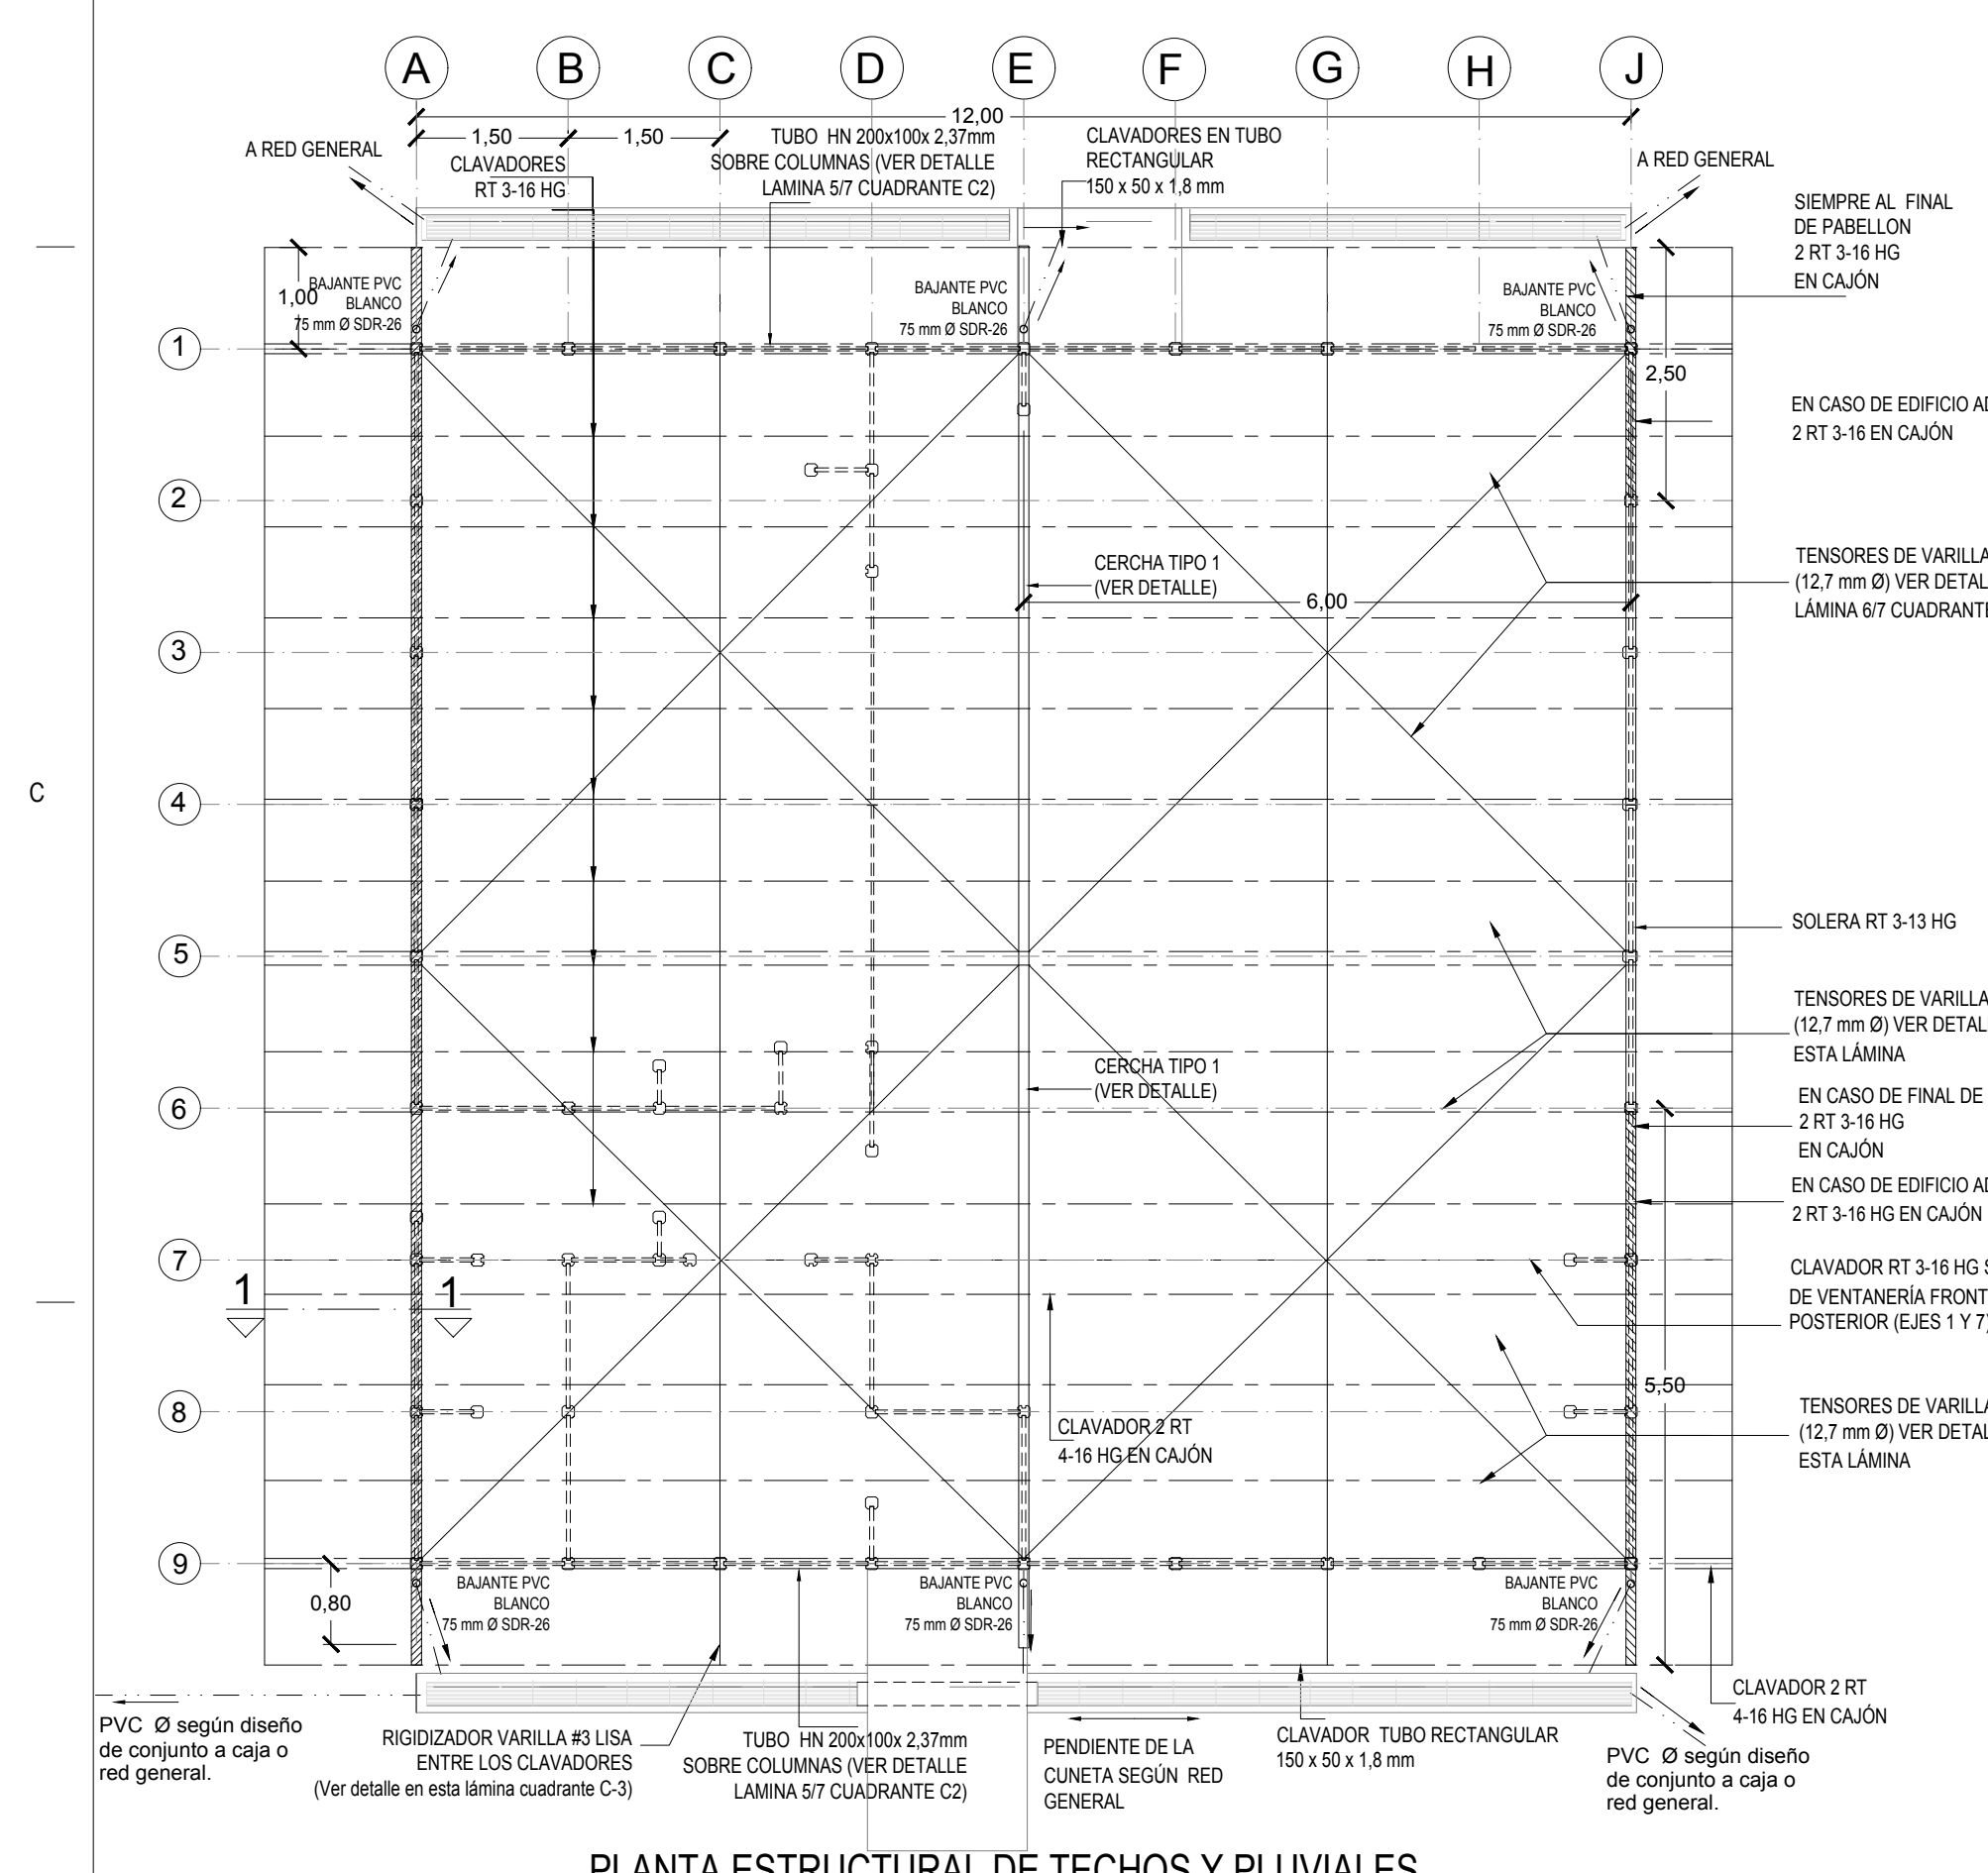 A B C D E F G H J
12,00
1,50 1,50
A RED GENERAL
CLAVADORES
RT 3-16 HG
TUBO HN 200x100x 2,37mm
SOBRE COLUMNAS (VER DETALLE
LAMINA 5/7 CUADRANTE C2)
CLAVADORES EN TUBO
RECTANGULAR
150 x 50 x 1,8 mm
A RED GENERAL
SIEMPRE AL FINAL
DE PABELLON
2 RT 3-16 HG
EN CAJÓN
1,00
BAJANTE PVC
BLANCO
75 mm Ø SDR-26
BAJANTE PVC
BLANCO
75 mm Ø SDR-26
BAJANTE PVC
BLANCO
75 mm Ø SDR-26
1
2,50
EN CASO DE EDIFICIO
2 RT 3-16 EN CAJÓN
2
CERCHA TIPO 1
(VER DETALLE)
6,00
TENSORES DE VARILLA
(12,7 mm Ø) VER
LÁMINA 6/7
3
C
4
SOLERA RT 3-13 HG
5
TENSORES DE VARILLA
(12,7 mm Ø) VER
ESTA LÁMINA
CERCHA TIPO 1
(VER DETALLE)
6
EN CASO DE FINAL DE
2 RT 3-16 HG
EN CAJÓN
EN CASO DE EDIFICIO
2 RT 3-16 HG EN CAJÓN
7
CLAVADOR RT 3-16 HG
DE VENTANERÍA
POSTERIOR (EJES 1 Y 7)
1 1
5,50
8
CLAVADOR 2 RT
4-16 HG EN CAJÓN
TENSORES DE VARILLA
(12,7 mm Ø) VER
ESTA LÁMINA
9
0,80
BAJANTE PVC
BLANCO
75 mm Ø SDR-26
BAJANTE PVC
BLANCO
75 mm Ø SDR-26
BAJANTE PVC
BLANCO
75 mm Ø SDR-26
CLAVADOR 2 RT
4-16 HG EN CAJÓN
PVC Ø según diseño
de conjunto a caja o
red general.
RIGIDIZADOR VARILLA #3 LISA
ENTRE LOS CLAVADORES
(Ver detalle en esta lámina cuadrante C-3)
TUBO HN 200x100x 2,37mm
SOBRE COLUMNAS (VER DETALLE
LAMINA 5/7 CUADRANTE C2)
PENDIENTE DE LA
CUNETA SEGÚN RED
GENERAL
CLAVADOR TUBO RECTANGULAR
150 x 50 x 1,8 mm
PVC Ø según diseño
de conjunto a caja o
red general.
PLANTA ESTRUCTURAL DE TECHOS Y PLUVIALES